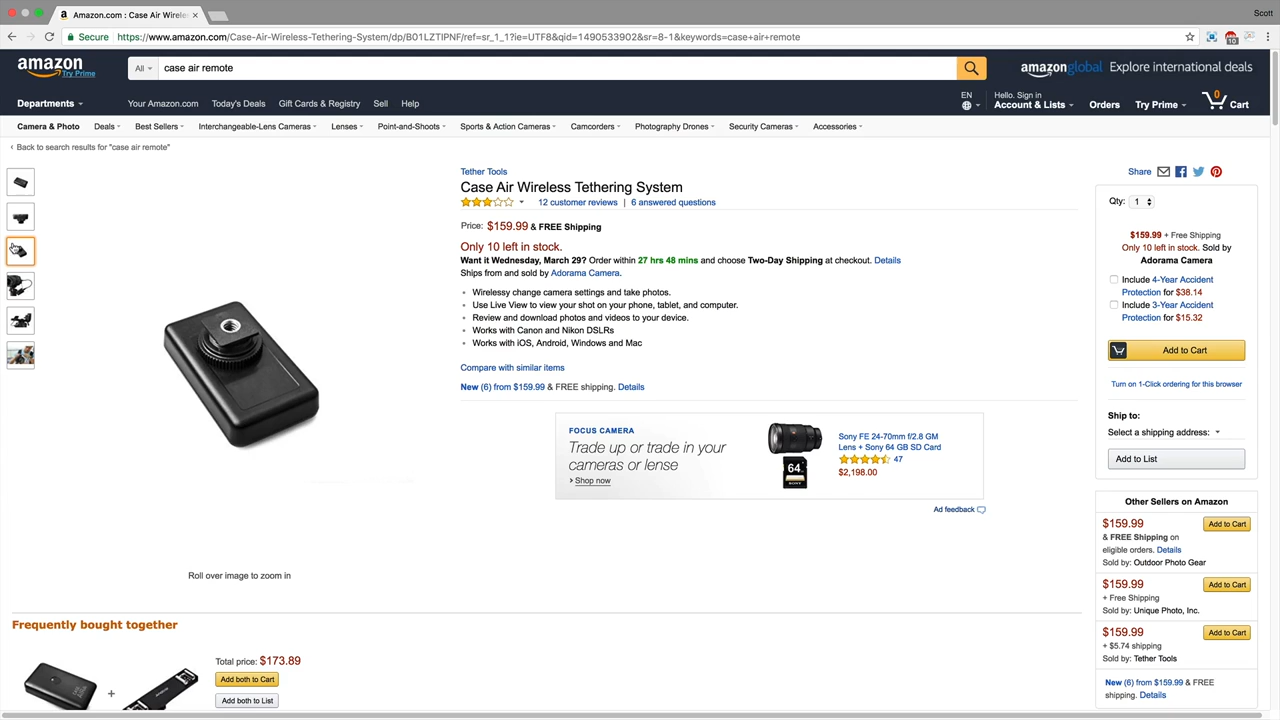 Scott
Amazon.com : Case Air Wirele
Secure
https://www.amazon.com/Case-Air-Wireless-Tethering-System/dp/B01LZTIPNF/ref=sr_1_1?ie=UTF8&qid=1490533902&sr=8-1&keywords=case+air+remote
10
amazon
Try Prime
All
case air remote
amazonglobal Explore international deals
Departments
Your Amazon.com
Today's Deals
Gift Cards & Registry
Sell
Help
EN
Hello. Sign in
Account & Lists
Orders
Try Prime
0
Cart
Camera & Photo
Deals
Best Sellers
Interchangeable-Lens Cameras
Lenses
Point-and-Shoots
Sports & Action Cameras
Camcorders
Photography Drones
Security Cameras
Accessories
‹ Back to search results for "case air remote"
Tether Tools
Case Air Wireless Tethering System
12 customer reviews | 6 answered questions
Price: $159.99 & FREE Shipping
Only 10 left in stock.
Want it Wednesday, March 29? Order within 27 hrs 48 mins and choose Two-Day Shipping at checkout. Details
Ships from and sold by Adorama Camera.
Wirelessy change camera settings and take photos.
Use Live View to view your shot on your phone, tablet, and computer.
Review and download photos and videos to your device.
Works with Canon and Nikon DSLRs
Works with iOS, Android, Windows and Mac
Compare with similar items
New (6) from $159.99 & FREE shipping. Details
FOCUS CAMERA
Trade up or trade in your
cameras or lense
› Shop now
64
SONY
Sony FE 24-70mm f/2.8 GM
Lens + Sony 64 GB SD Card
47
$2,198.00
Ad feedback
Roll over image to zoom in
Share
Qty: 1
$159.99 + Free Shipping
Only 10 left in stock. Sold by
Adorama Camera
Include 4-Year Accident
Protection for $38.14
Include 3-Year Accident
Protection for $15.32
Add to Cart
Turn on 1-Click ordering for this browser
Ship to:
Select a shipping address:
Add to List
Other Sellers on Amazon
$159.99
Add to Cart
& FREE Shipping on
eligible orders. Details
Sold by: Outdoor Photo Gear
$159.99
Add to Cart
+ Free Shipping
Sold by: Unique Photo, Inc.
$159.99
Add to Cart
+ $5.74 shipping
Sold by: Tether Tools
New (6) from $159.99 & FREE
shipping. Details
Frequently bought together
+
Total price: $173.89
Add both to Cart
Add both to List